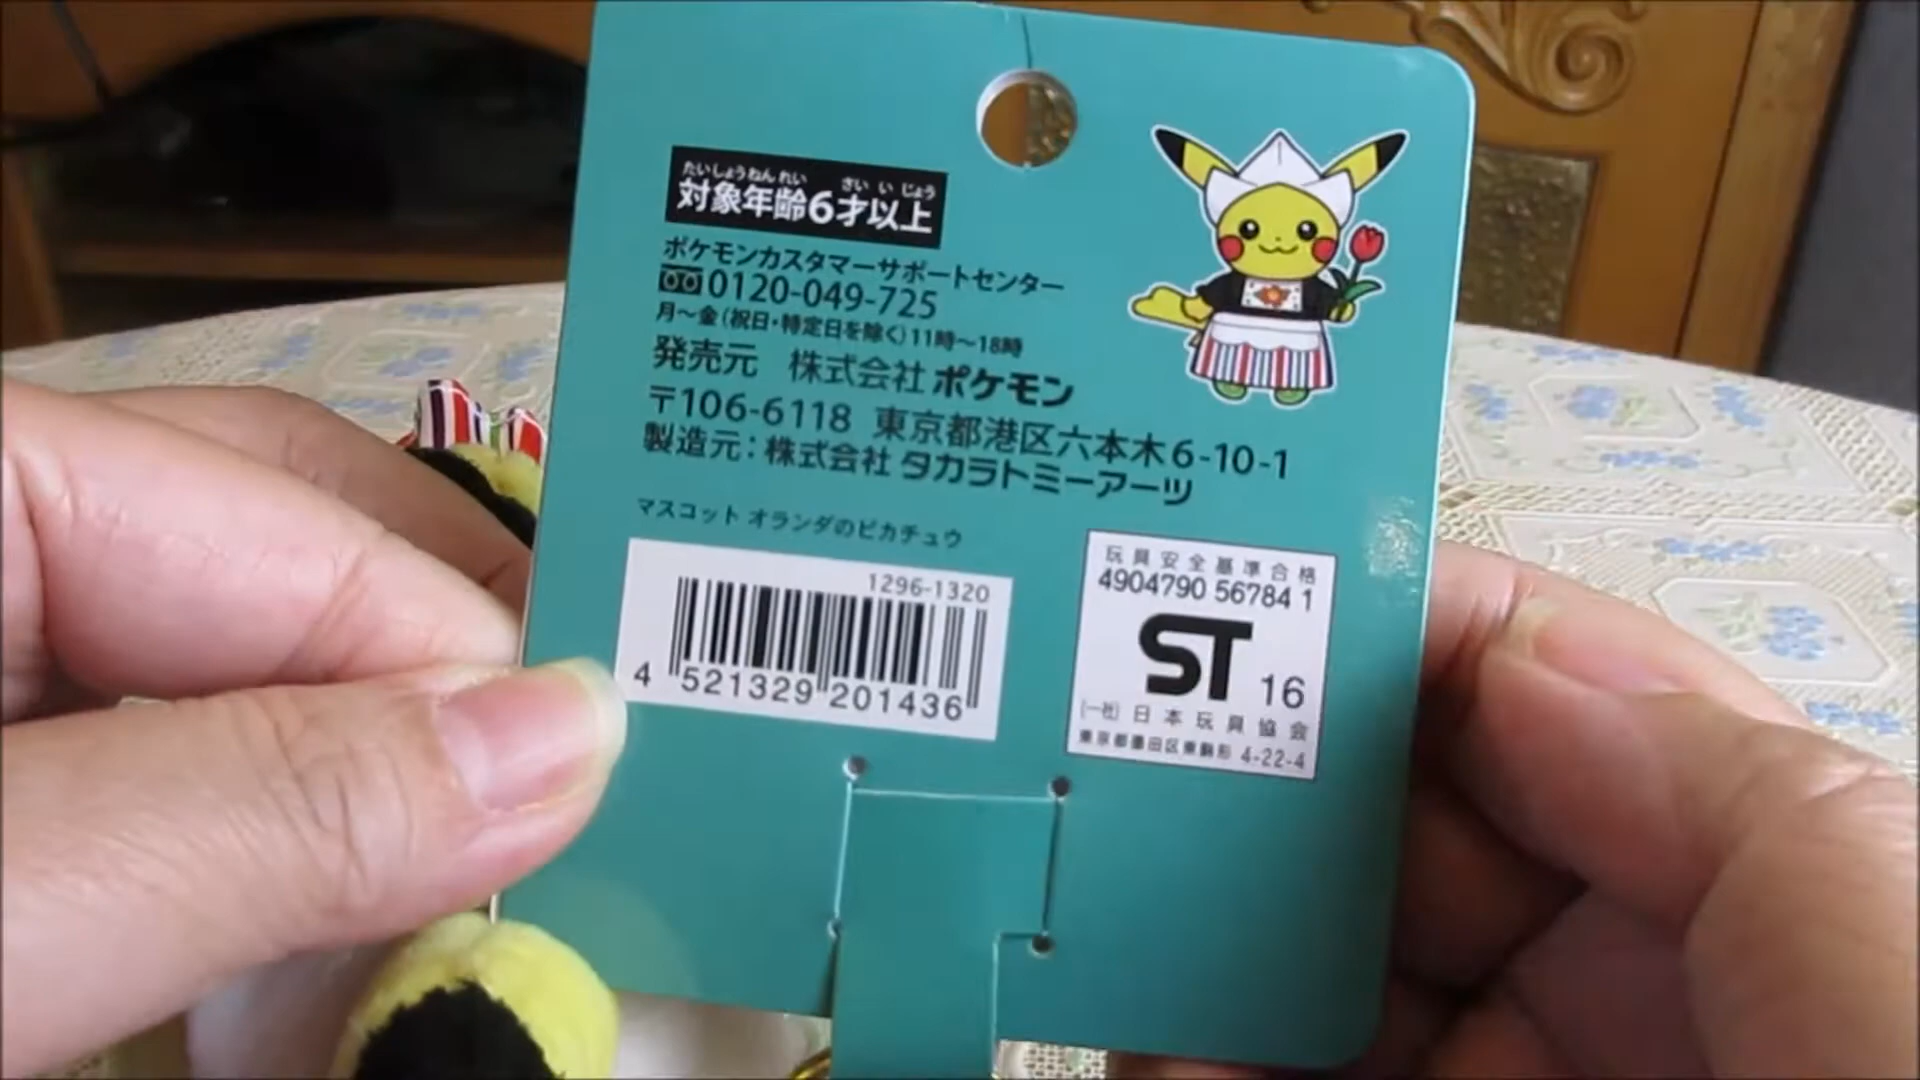 たいしょうねんれい さいいじょう
対象年齢6才以上
ポケモンカスタマーサポートセンター
0120-049-725
月～金(祝日・特定日を除く)11時～18時
発売元 株式会社 ポケモン
〒106-6118 東京都港区六本木6-10-1
製造元：株式会社 タカラトミーアーツ
マスコット オランダのピカチュウ
1296-1320
4 521329 201436
玩具安全基準合格
4904790 56784 1
ST 16
(一社) 日本玩具協会
東京都墨田区東駒形 4-22-4